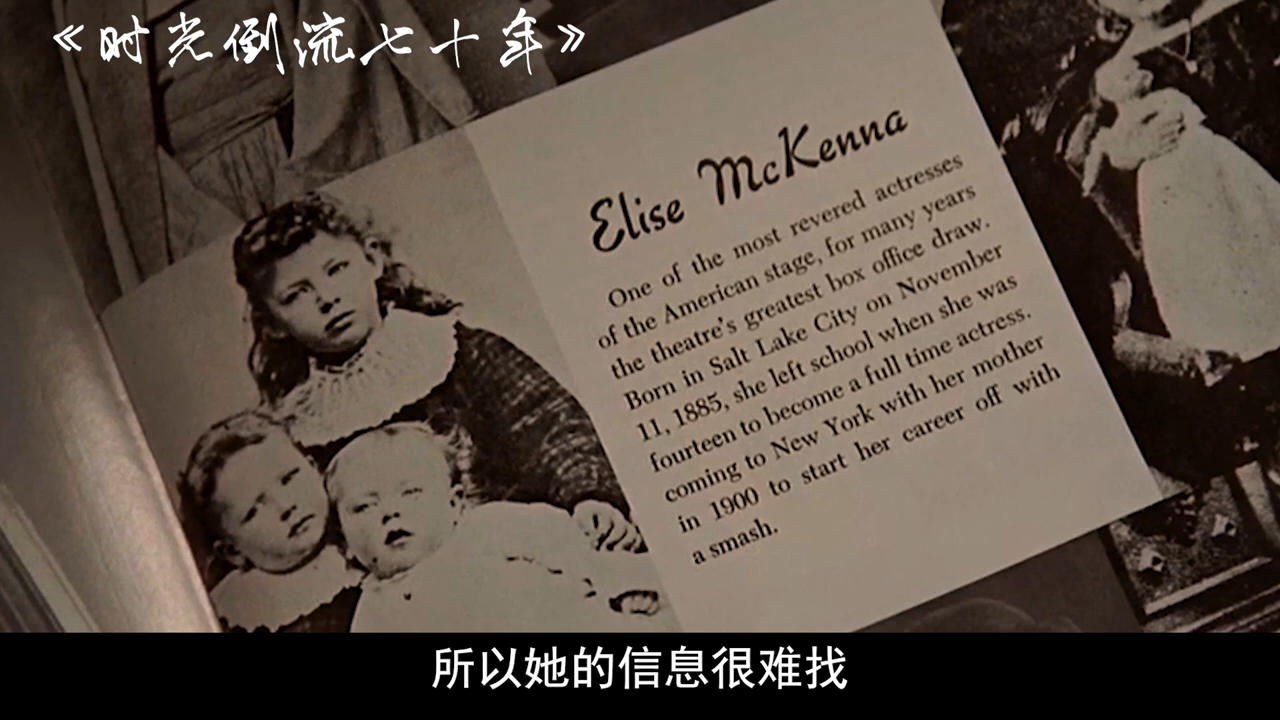 《时光倒流七十年》
Elise McKenna
One of the most revered actresses
of the American stage, for many years
the theatre's greatest box office draw.
Born in Salt Lake City on November
11, 1885, she left school when she was
fourteen to become a full time actress.
coming to New York with her mother
in 1900 to start her career off with
a smash.
所以她的信息很难找